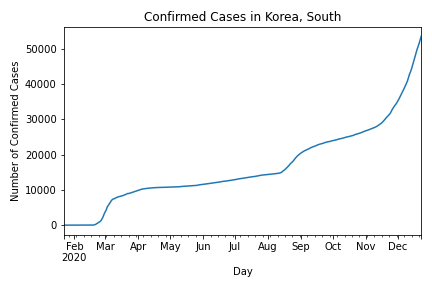 Confirmed Cases in Korea, South
Number of Confirmed Cases
50000
40000
30000
20000
10000
0
Feb Mar Apr May Jun Jul Aug Sep Oct Nov Dec
2020
Day